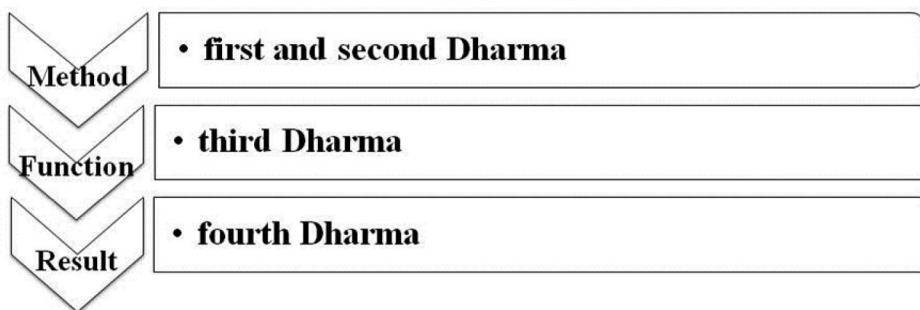 Method
• first and second Dharma
Function
• third Dharma
Result
• fourth Dharma